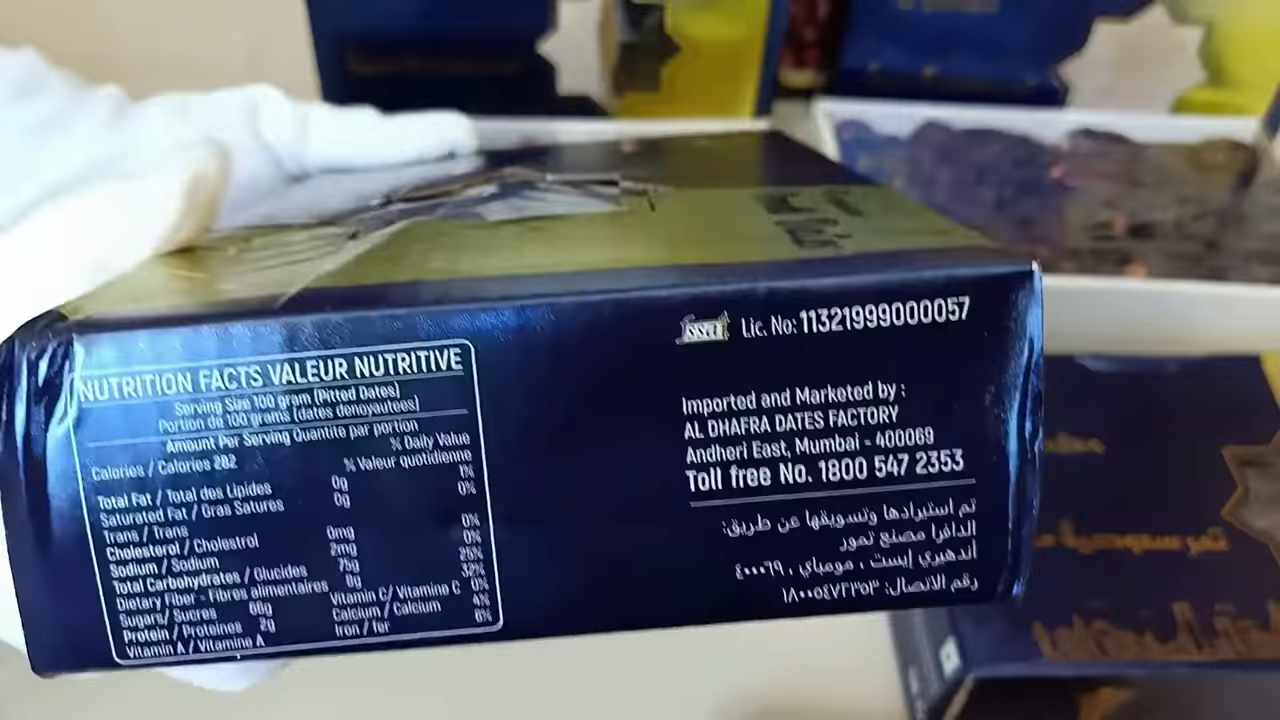 NUTRITION FACTS VALEUR NUTRITIVE
Serving Size 100 gram (Pitted Dates)
Portion de 100 grams (dates denoyautees)
Amount Per Serving Quantite par portion
% Daily Value
Calories / Calories 282
% Valeur quotidienne
Total Fat / Total des Lipides 0g 1%
Saturated Fat / Gras Satures 0g 0%
Trans / Trans
Cholesterol / Cholestrol 0mg 0%
Sodium / Sodium 2mg 0%
Total Carbohydrates / Glucides 75g 25%
Dietary Fiber - Fibres alimentaires 8g 32%
Sugars/ Sucres 66g Vitamin C/ Vitamine C 0%
Protein / Proteines 2g Calcium / Calcium 4%
Vitamin A / Vitamine A Iron / fer 6%
fssai Lic. No: 11321999000057
Imported and Marketed by :
AL DHAFRA DATES FACTORY
Andheri East, Mumbai - 400069
Toll free No. 1800 547 2353
تم استيرادها وتسويقها عن طريق:
الدافرا مصنع تمور
أندهيري إيست ، مومباي ، ٤٠٠٠٦٩
رقم الاتصال: ١٨٠٠٥٤٧٢٣٥٣